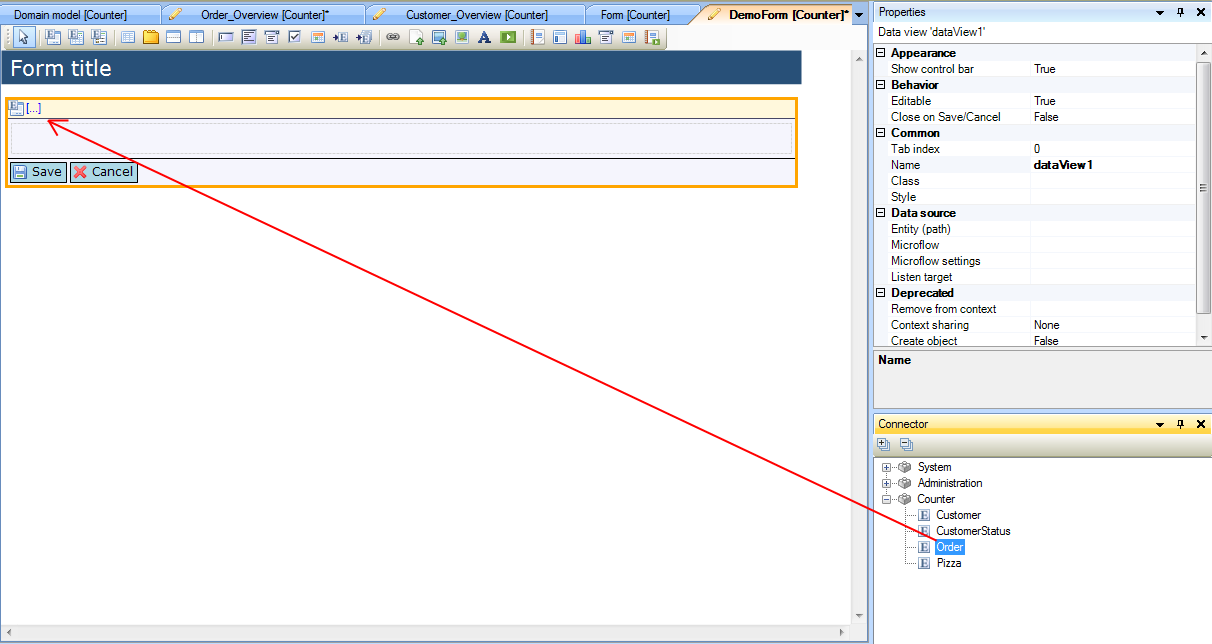 Domain model [Counter]
Order_Overview [Counter]*
Customer_Overview [Counter]
Form [Counter]
DemoForm [Counter]*
Form title
[...]
Save
Cancel
Properties
Data view 'dataView1'
Appearance
Show control bar True
Behavior
Editable True
Close on Save/Cancel False
Common
Tab index 0
Name dataView1
Class
Style
Data source
Entity (path)
Microflow
Microflow settings
Listen target
Deprecated
Remove from context
Context sharing None
Create object False
Name
Connector
System
Administration
Counter
E Customer
E CustomerStatus
E Order
E Pizza